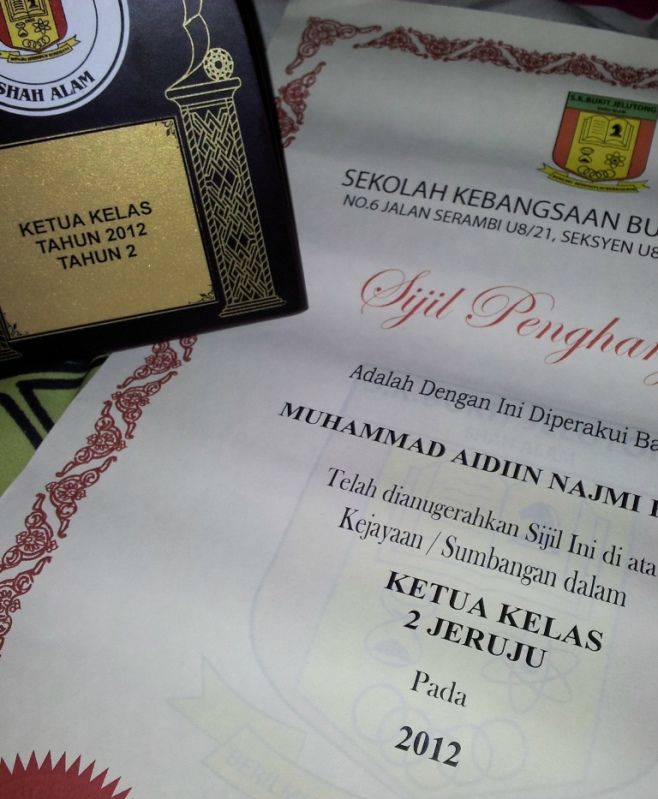 SHAH ALAM
KETUA KELAS
TAHUN 2012
TAHUN 2
S.K.BUKIT JELUTONG
SEKOLAH KEBANGSAAN BU
NO.6 JALAN SERAMBI U8/21, SEKSYEN U8
Sijil Penghar
Adalah Dengan Ini Diperakui Ba
MUHAMMAD AIDIIN NAJMI
Telah dianugerahkan Sijil Ini di ata
Kejayaan / Sumbangan dalam
KETUA KELAS
2 JERUJU
Pada
2012